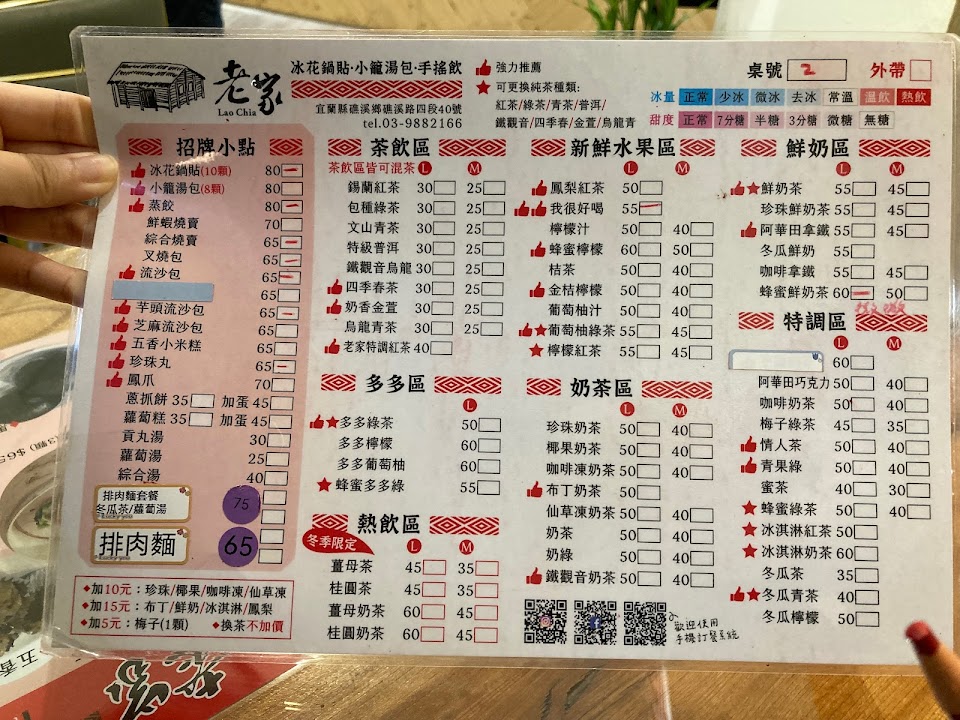 老家
Lao Chia
冰花鍋貼·小籠湯包·手搖飲
宜蘭縣礁溪鄉礁溪路四段40號
tel.03-9882166
強力推薦
可更換純茶種類:
紅茶/綠茶/青茶/普洱/
鐵觀音/四季春/金萱/烏龍青
桌號 2 外帶
冰量 正常 少冰 微冰 去冰 常溫 溫飲 熱飲
甜度 正常 7分糖 半糖 3分糖 微糖 無糖
招牌小點
冰花鍋貼(10顆) 80
小籠湯包(8顆) 80
蒸餃 80
鮮蝦燒賣 70
綜合燒賣 65
叉燒包 65
流沙包 65
65
芋頭流沙包 65
芝麻流沙包 65
五香小米糕 65
珍珠丸 65
鳳爪 70
蔥抓餅 35 加蛋 45
蘿蔔糕 35 加蛋 45
貢丸湯 30
蘿蔔湯 25
綜合湯 40
排肉麵套餐
冬瓜茶/蘿蔔湯 75
排肉麵 65
◆加10元：珍珠/椰果/咖啡凍/仙草凍
◆加15元：布丁/鮮奶/冰淇淋/鳳梨
◆加5元：梅子(1顆) ◆換茶不加價
茶飲區
茶飲區皆可混茶 L M
錫蘭紅茶 30 25
包種綠茶 30 25
文山青茶 30 25
特級普洱 30 25
鐵觀音烏龍 30 25
四季春茶 30 25
奶香金萱 30 25
烏龍青茶 30 25
老家特調紅茶 40
多多區
L
多多綠茶 50
多多檸檬 60
多多葡萄柚 60
★蜂蜜多多綠 55
熱飲區
冬季限定 L M
薑母茶 45 35
桂圓茶 45 35
薑母奶茶 60 45
桂圓奶茶 60 45
新鮮水果區
L M
鳳梨紅茶 50
我很好喝 55
檸檬汁 50 40
蜂蜜檸檬 60 50
桔茶 50 40
金桔檸檬 50 40
葡萄柚汁 50 40
★葡萄柚綠茶 55 45
★檸檬紅茶 55 45
奶茶區
L M
珍珠奶茶 50 40
椰果奶茶 50 40
咖啡凍奶茶 50 40
布丁奶茶 50
仙草凍奶茶 50 40
奶茶 50 40
奶綠 50 40
鐵觀音奶茶 50 40
歡迎使用
手機訂餐系統
鮮奶區
L M
★鮮奶茶 55 45
珍珠鮮奶茶 55 45
阿華田拿鐵 55 45
冬瓜鮮奶 55
咖啡拿鐵 55 45
蜂蜜鮮奶茶 60 50
特調區
L M
60
阿華田巧克力 50 40
咖啡奶茶 50 40
梅子綠茶 45 35
情人茶 50 40
青果綠 50 40
蜜茶 40 30
★蜂蜜綠茶 50 40
★冰淇淋紅茶 50
★冰淇淋奶茶 60
冬瓜茶 35
★冬瓜青茶 40
冬瓜檸檬 50